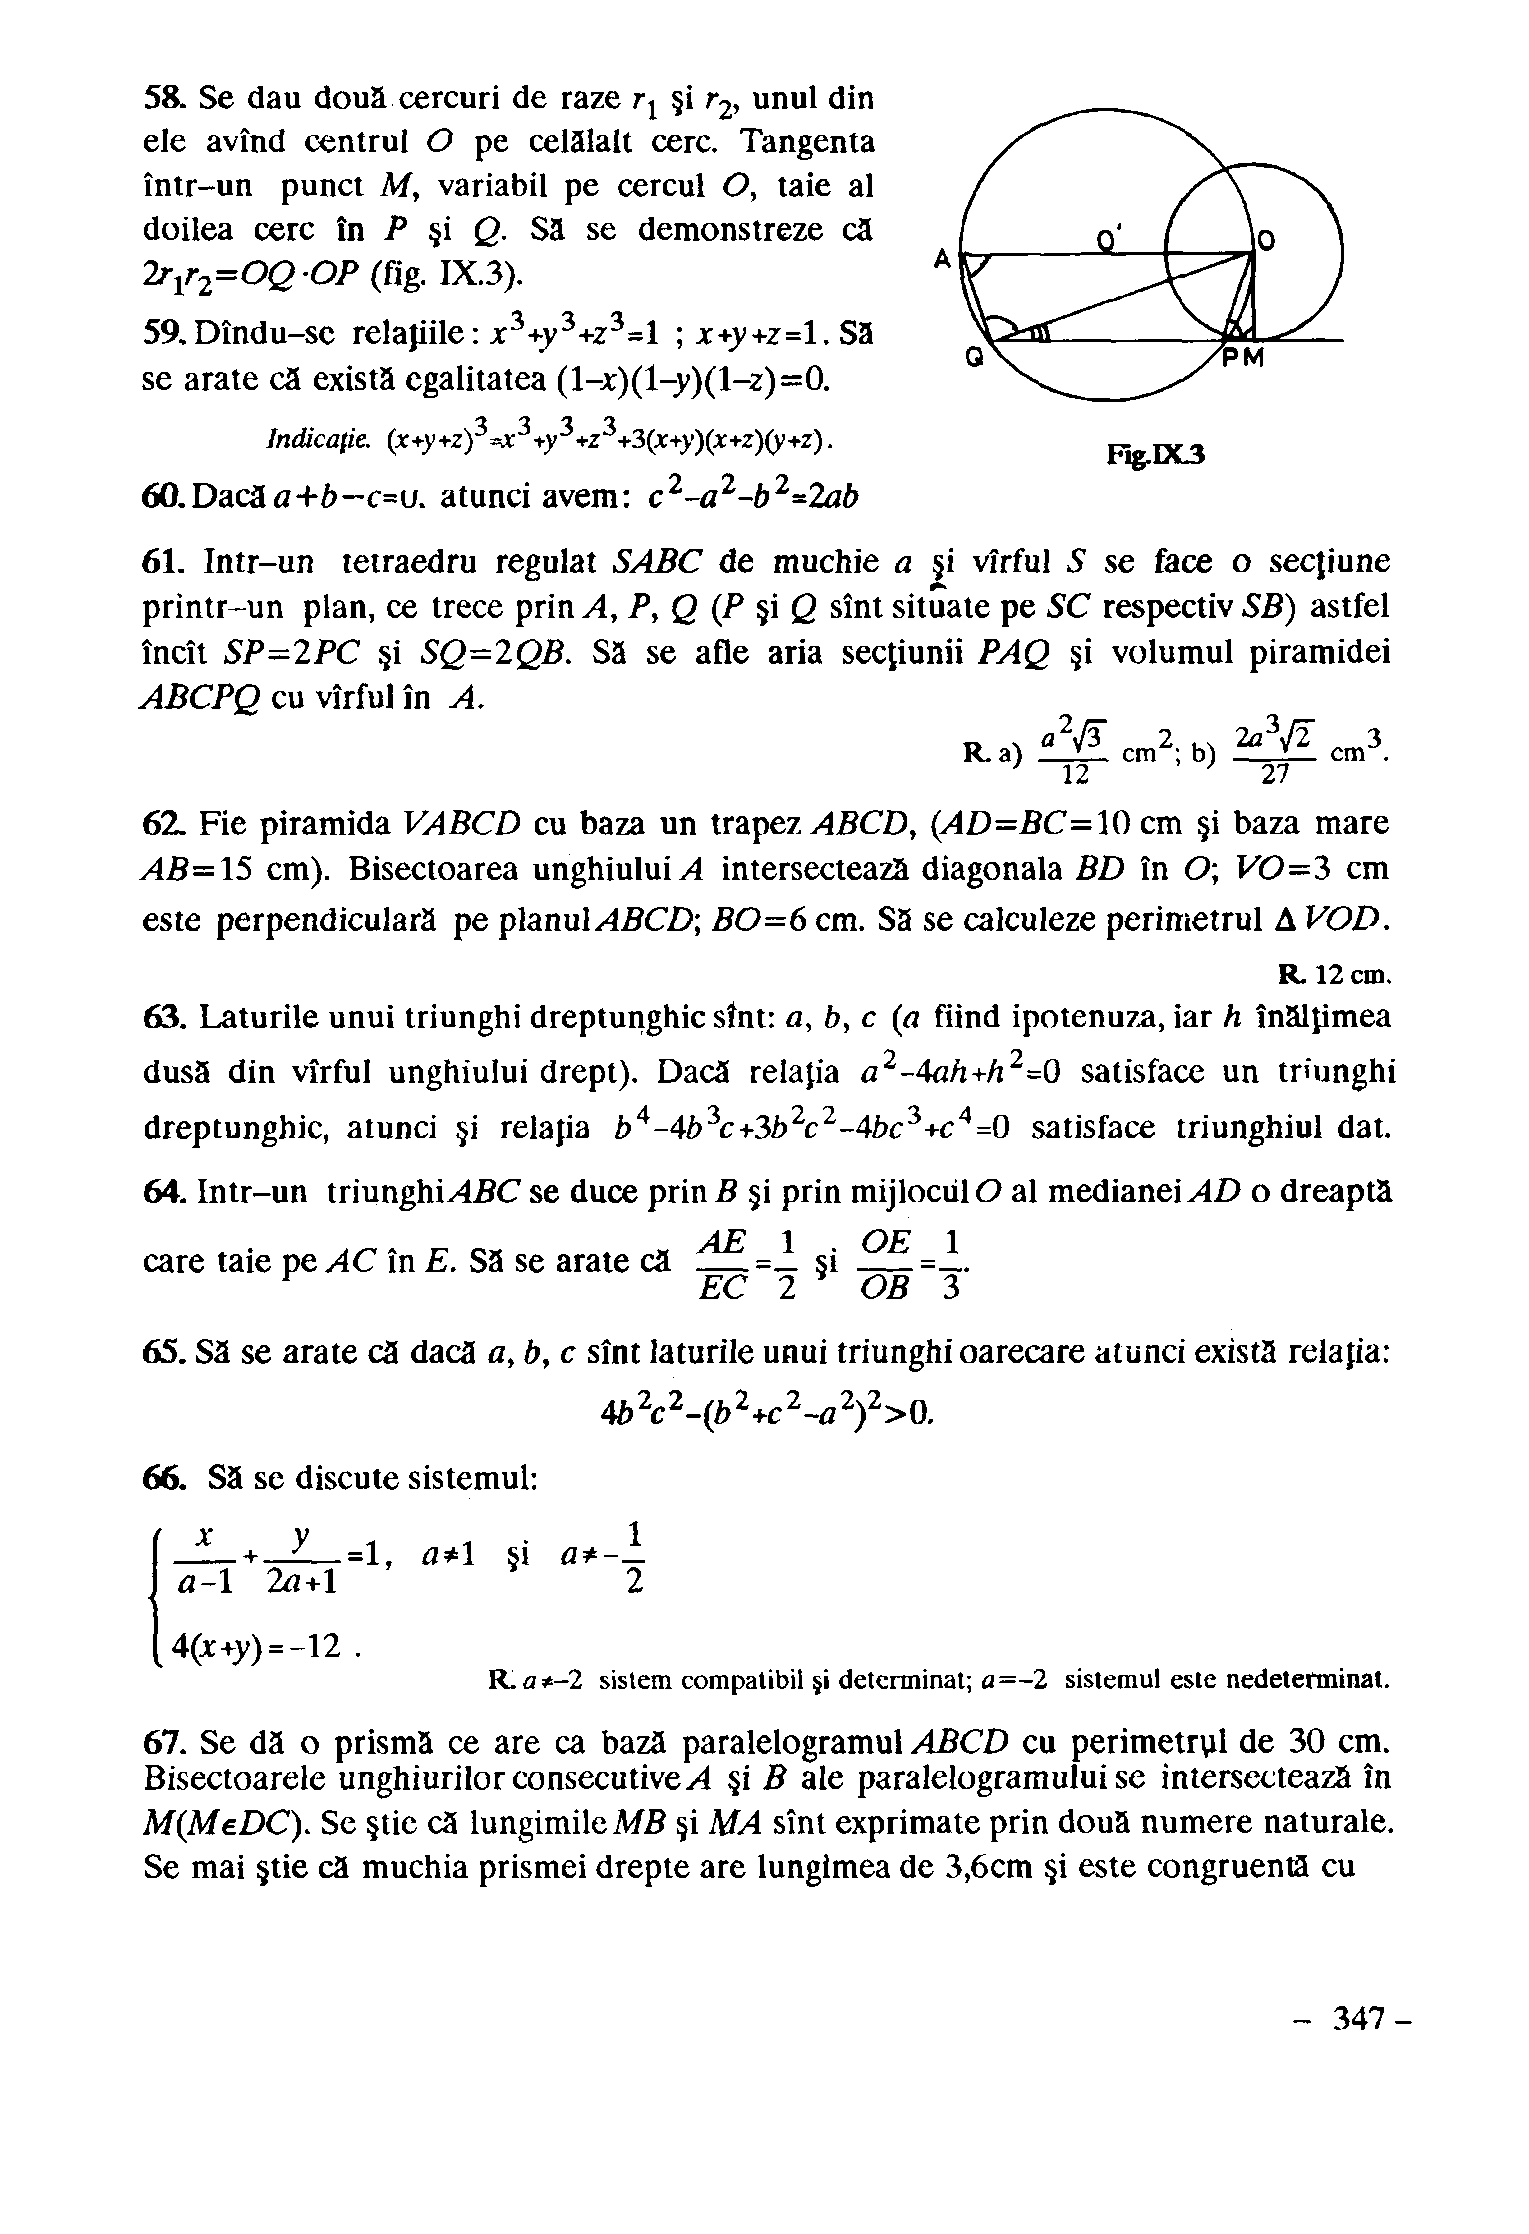 58. Se dau două cercuri de raze r₁ şi r₂, unul din
ele avînd centrul O pe celălalt cerc. Tangenta
într–un punct M, variabil pe cercul O, taie al
doilea cerc în P şi Q. Să se demonstreze că
2r₁r₂=OQ·OP (fig. IX.3).
59. Dîndu–se relaţiile: x³+y³+z³=1 ; x+y+z=1. Să
se arate că există egalitatea (1–x)(1–y)(1–z)=0.
Indicaţie. (x+y+z)³=x³+y³+z³+3(x+y)(x+z)(y+z).
60. Dacă a+b–c=0. atunci avem: c²–a²–b²=2ab
A
O'
O
Q
P M
Fig.IX.3
61. Intr–un tetraedru regulat SABC de muchie a şi vîrful S se face o secţiune
printr–un plan, ce trece prin A, P, Q (P şi Q sînt situate pe SC respectiv SB) astfel
încît SP=2PC şi SQ=2QB. Să se afle aria secţiunii PAQ şi volumul piramidei
ABCPQ cu vîrful în A.
R. a) a²√3/12 cm²; b) 2a³√2/27 cm³.
62. Fie piramida VABCD cu baza un trapez ABCD, (AD=BC=10 cm şi baza mare
AB=15 cm). Bisectoarea unghiului A intersectează diagonala BD în O; VO=3 cm
este perpendiculară pe planul ABCD; BO=6 cm. Să se calculeze perimetrul Δ VOD.
R. 12 cm.
63. Laturile unui triunghi dreptunghic sînt: a, b, c (a fiind ipotenuza, iar h înălţimea
dusă din vîrful unghiului drept). Dacă relaţia a²–4ah+h²=0 satisface un triunghi
dreptunghic, atunci şi relaţia b⁴–4b³c+3b²c²–4bc³+c⁴=0 satisface triunghiul dat.
64. Intr–un triunghi ABC se duce prin B şi prin mijlocul O al medianei AD o dreaptă
care taie pe AC în E. Să se arate că AE/EC=1/2 şi OE/OB=1/3.
65. Să se arate că dacă a, b, c sînt laturile unui triunghi oarecare atunci există relaţia:
4b²c²–(b²+c²–a²)²>0.
66. Să se discute sistemul:
x/(a–1)+y/(2a+1)=1, a≠1 şi a≠–1/2
4(x+y)=–12 .
R. a≠–2 sistem compatibil şi determinat; a=–2 sistemul este nedeterminat.
67. Se dă o prismă ce are ca bază paralelogramul ABCD cu perimetrul de 30 cm.
Bisectoarele unghiurilor consecutive A şi B ale paralelogramului se intersectează în
M(M∈DC). Se ştie că lungimile MB şi MA sînt exprimate prin două numere naturale.
Se mai ştie că muchia prismei drepte are lungimea de 3,6cm şi este congruentă cu
– 347 –